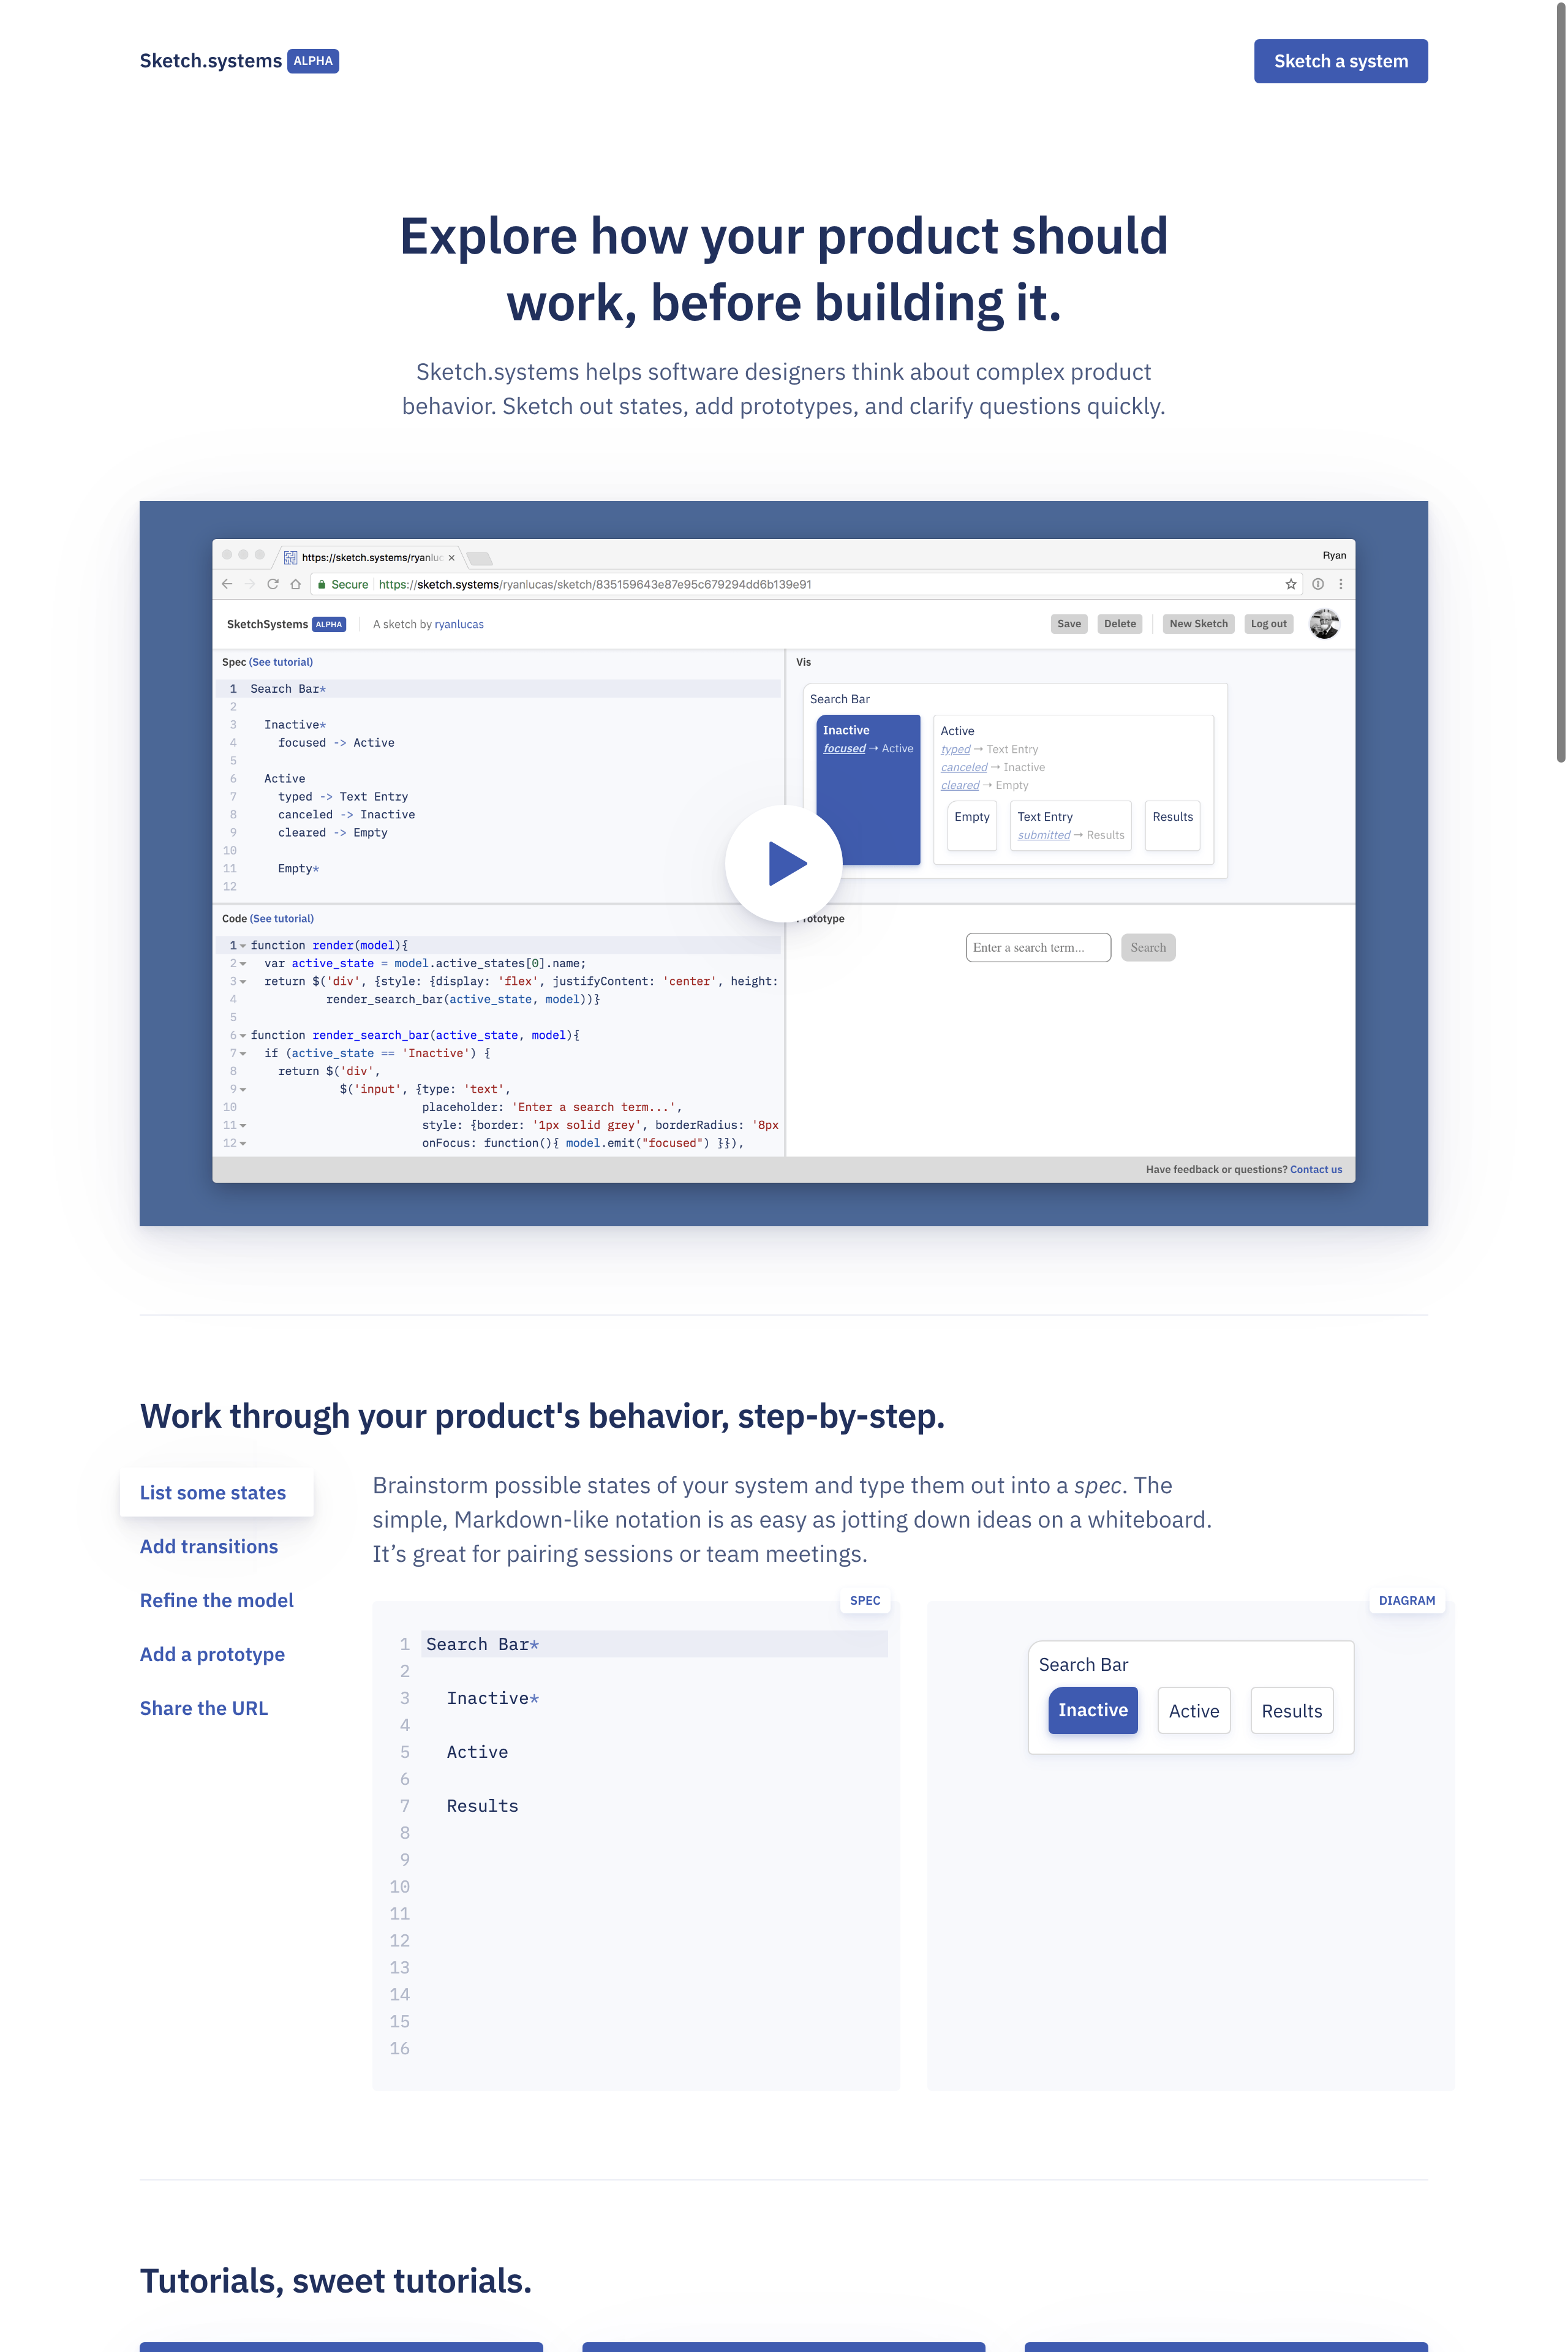 Sketch.systems ALPHA
Sketch a system
Explore how your product should
work, before building it.
Sketch.systems helps software designers think about complex product
behavior. Sketch out states, add prototypes, and clarify questions quickly.
https://sketch.systems/ryanluc
Ryan
Secure https://sketch.systems/ryanlucas/sketch/835159643e87e95c679294dd6b139e91
SketchSystems ALPHA A sketch by ryanlucas
Save Delete New Sketch Log out
Spec (See tutorial)
1 Search Bar*
2
3 Inactive*
4 focused -> Active
5
6 Active
7 typed -> Text Entry
8 canceled -> Inactive
9 cleared -> Empty
10
11 Empty*
12
Vis
Search Bar
Inactive
focused → Active
Active
typed → Text Entry
canceled → Inactive
cleared → Empty
Empty
Text Entry
submitted → Results
Results
Code (See tutorial)
1 function render(model){
2 var active_state = model.active_states[0].name;
3 return $('div', {style: {display: 'flex', justifyContent: 'center', height:
4 render_search_bar(active_state, model))}
5
6 function render_search_bar(active_state, model){
7 if (active_state == 'Inactive') {
8 return $('div',
9 $('input', {type: 'text',
10 placeholder: 'Enter a search term...',
11 style: {border: '1px solid grey', borderRadius: '8px
12 onFocus: function(){ model.emit("focused") }}),
Prototype
Enter a search term... Search
Have feedback or questions? Contact us
Work through your product's behavior, step-by-step.
List some states
Add transitions
Refine the model
Add a prototype
Share the URL
Brainstorm possible states of your system and type them out into a spec. The
simple, Markdown-like notation is as easy as jotting down ideas on a whiteboard.
It’s great for pairing sessions or team meetings.
SPEC
1 Search Bar*
2
3 Inactive*
4
5 Active
6
7 Results
8
9
10
11
12
13
14
15
16
DIAGRAM
Search Bar
Inactive Active Results
Tutorials, sweet tutorials.